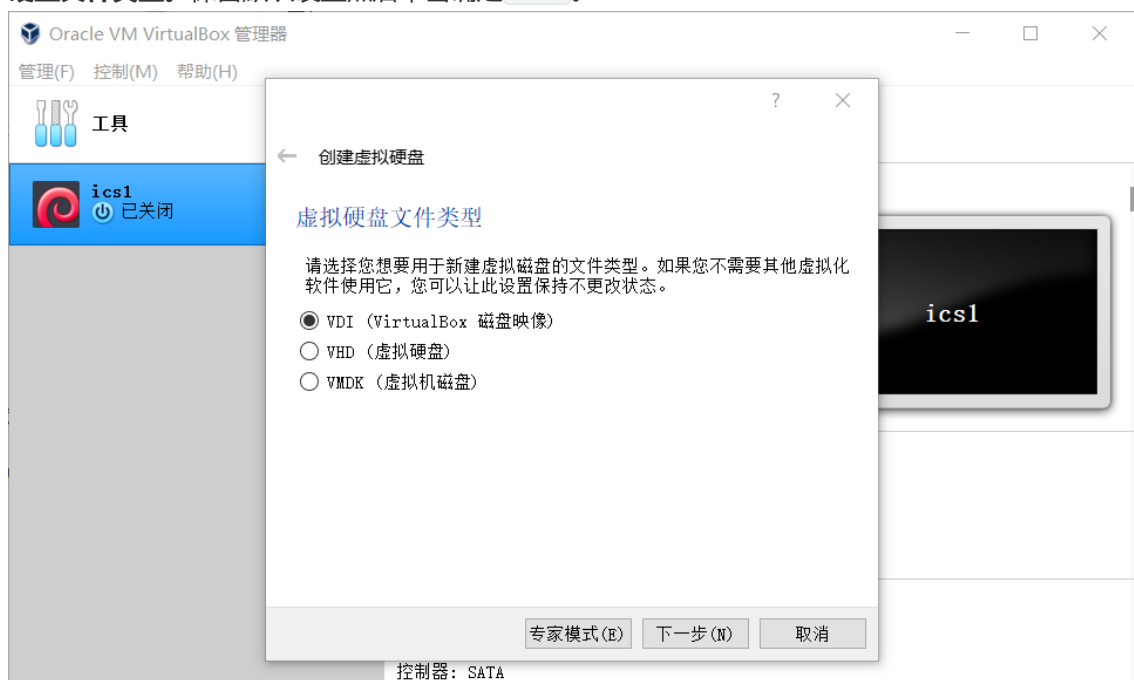 Oracle VM VirtualBox 管理器
管理(F) 控制(M) 帮助(H)
工具
ics1
已关闭
创建虚拟硬盘
虚拟硬盘文件类型
请选择您想要用于新建虚拟磁盘的文件类型。如果您不需要其他虚拟化
软件使用它，您可以让此设置保持不更改状态。
VDI (VirtualBox 磁盘映像)
VHD (虚拟硬盘)
VMDK (虚拟机磁盘)
ics1
专家模式(E) 下一步(N) 取消
控制器: SATA